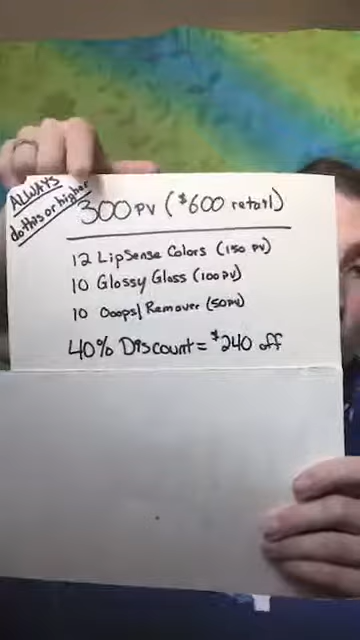 ALLWAYS
do this or higher
300 PV ($600 retail)
12 LipSense Colors (150 PV)
10 Glossy Gloss (100 PV)
10 Ooops/Remover (50 PV)
40% Discount = $240 off